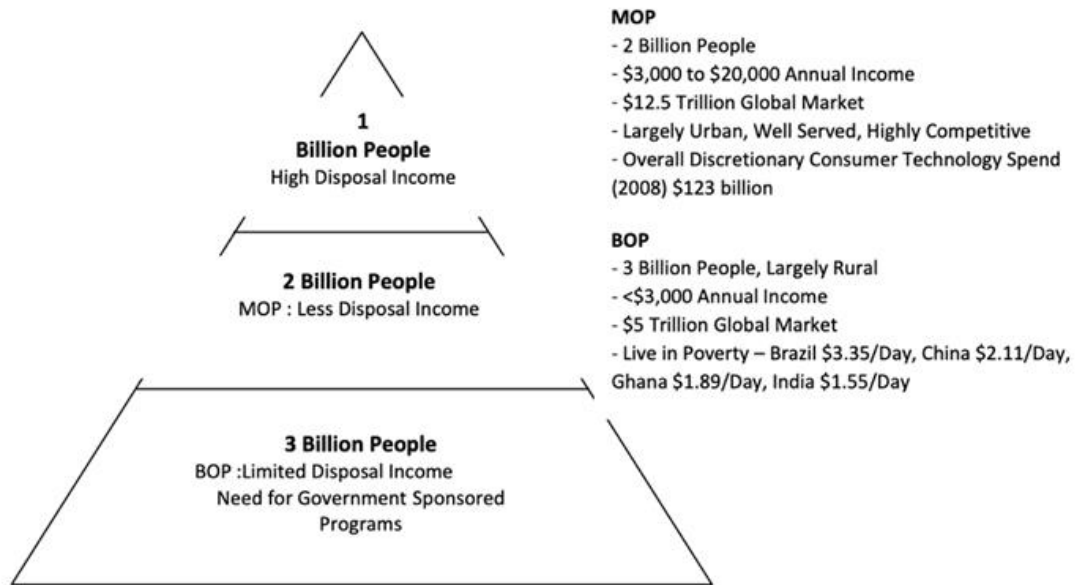 1
Billion People
High Disposal Income
2 Billion People
MOP : Less Disposal Income
3 Billion People
BOP :Limited Disposal Income
Need for Government Sponsored
Programs
MOP
- 2 Billion People
- $3,000 to $20,000 Annual Income
- $12.5 Trillion Global Market
- Largely Urban, Well Served, Highly Competitive
- Overall Discretionary Consumer Technology Spend
(2008) $123 billion
BOP
- 3 Billion People, Largely Rural
- <$3,000 Annual Income
- $5 Trillion Global Market
- Live in Poverty – Brazil $3.35/Day, China $2.11/Day,
Ghana $1.89/Day, India $1.55/Day